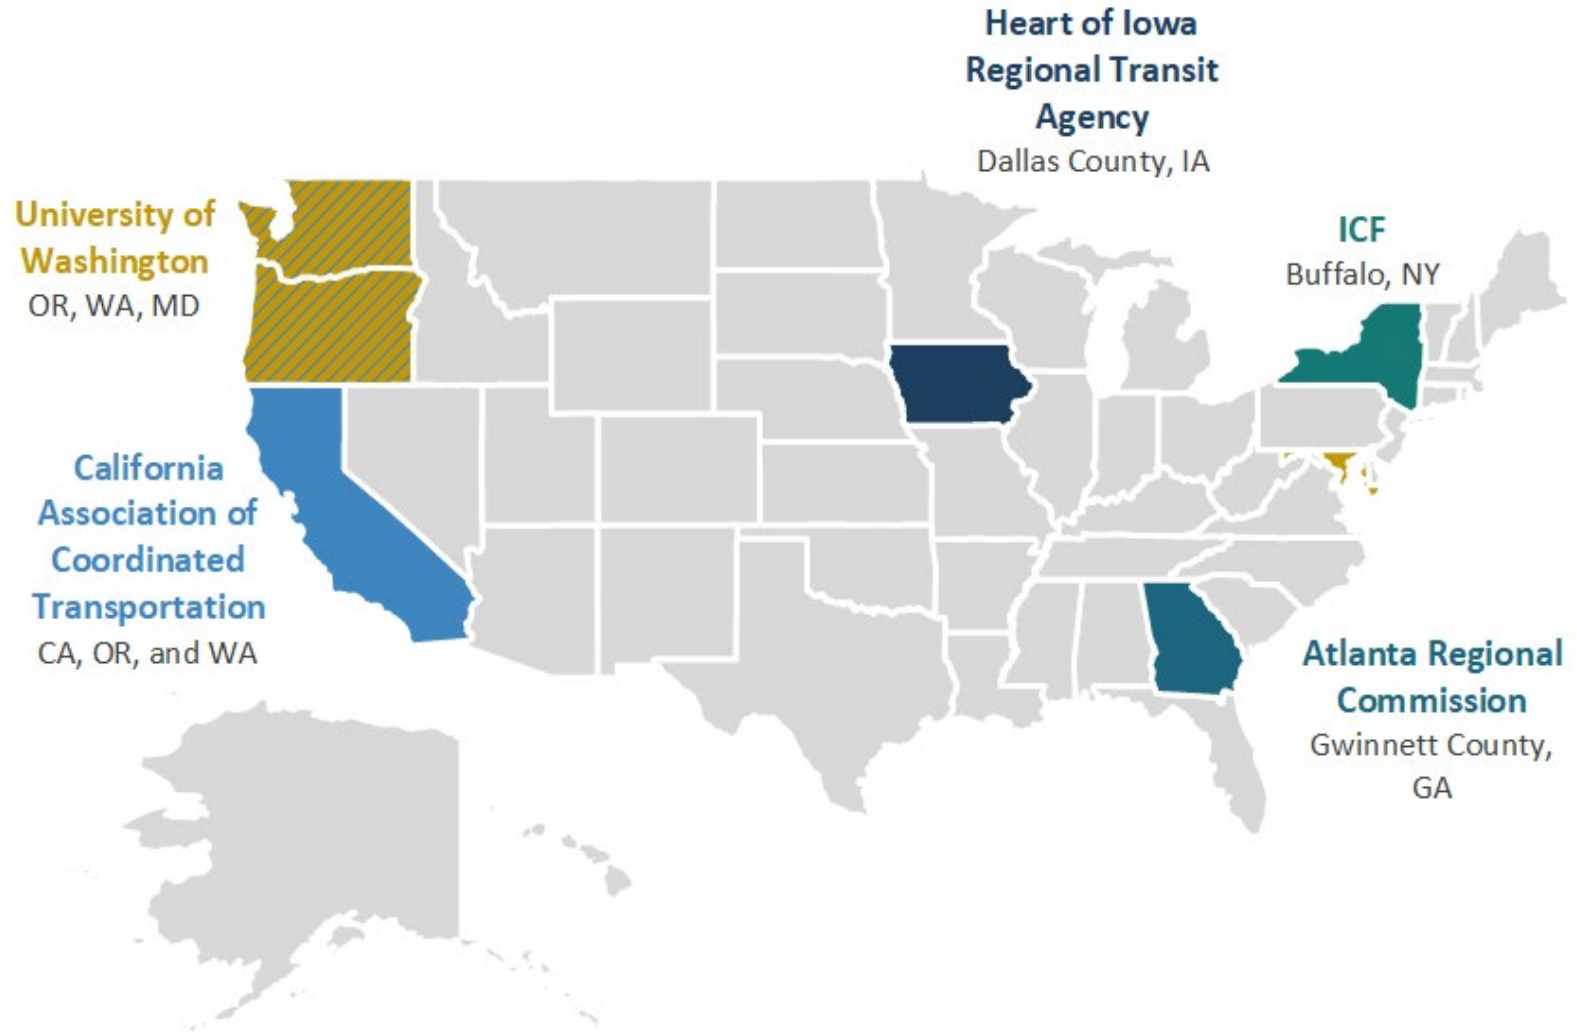 Heart of Iowa
Regional Transit
Agency
Dallas County, IA
University of
Washington
OR, WA, MD
ICF
Buffalo, NY
California
Association of
Coordinated
Transportation
CA, OR, and WA
Atlanta Regional
Commission
Gwinnett County,
GA